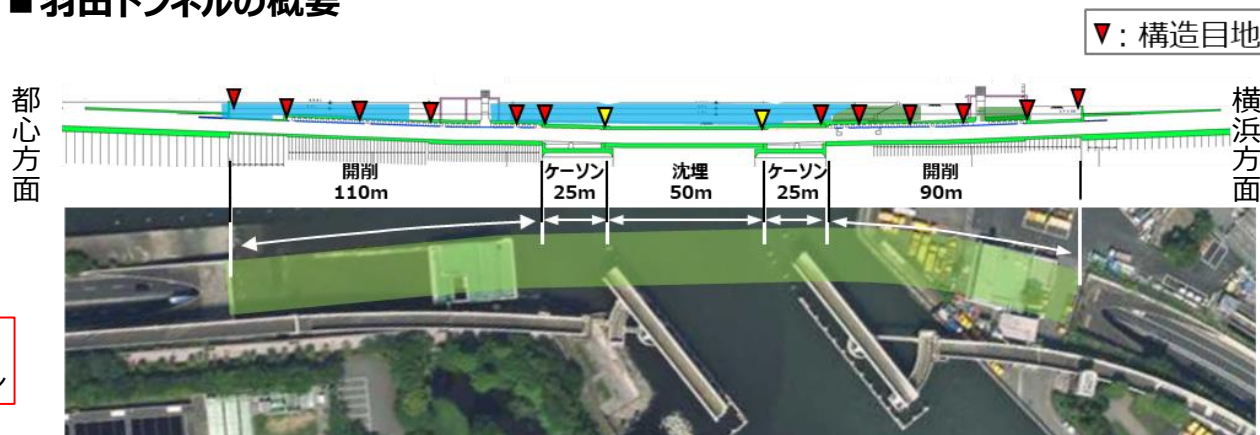 ■羽田トンネルの概要
▼：構造目地
都心方面
横浜方面
開削
110m
ケーソン
25m
沈埋
50m
ケーソン
25m
開削
90m